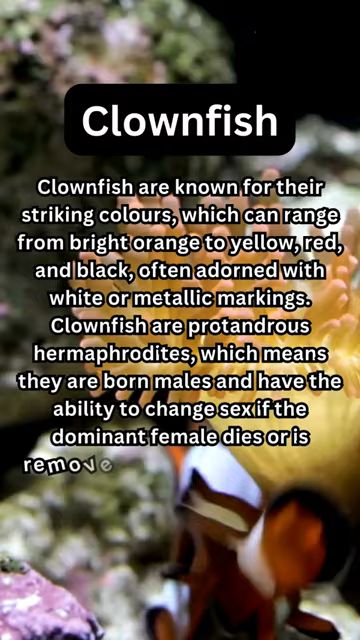 Clownfish
Clownfish are known for their
striking colours, which can range
from bright orange to yellow, red,
and black, often adorned with
white or metallic markings.
Clownfish are protandrous
hermaphrodites, which means
they are born males and have the
ability to change sex if the
dominant female dies or is
remove